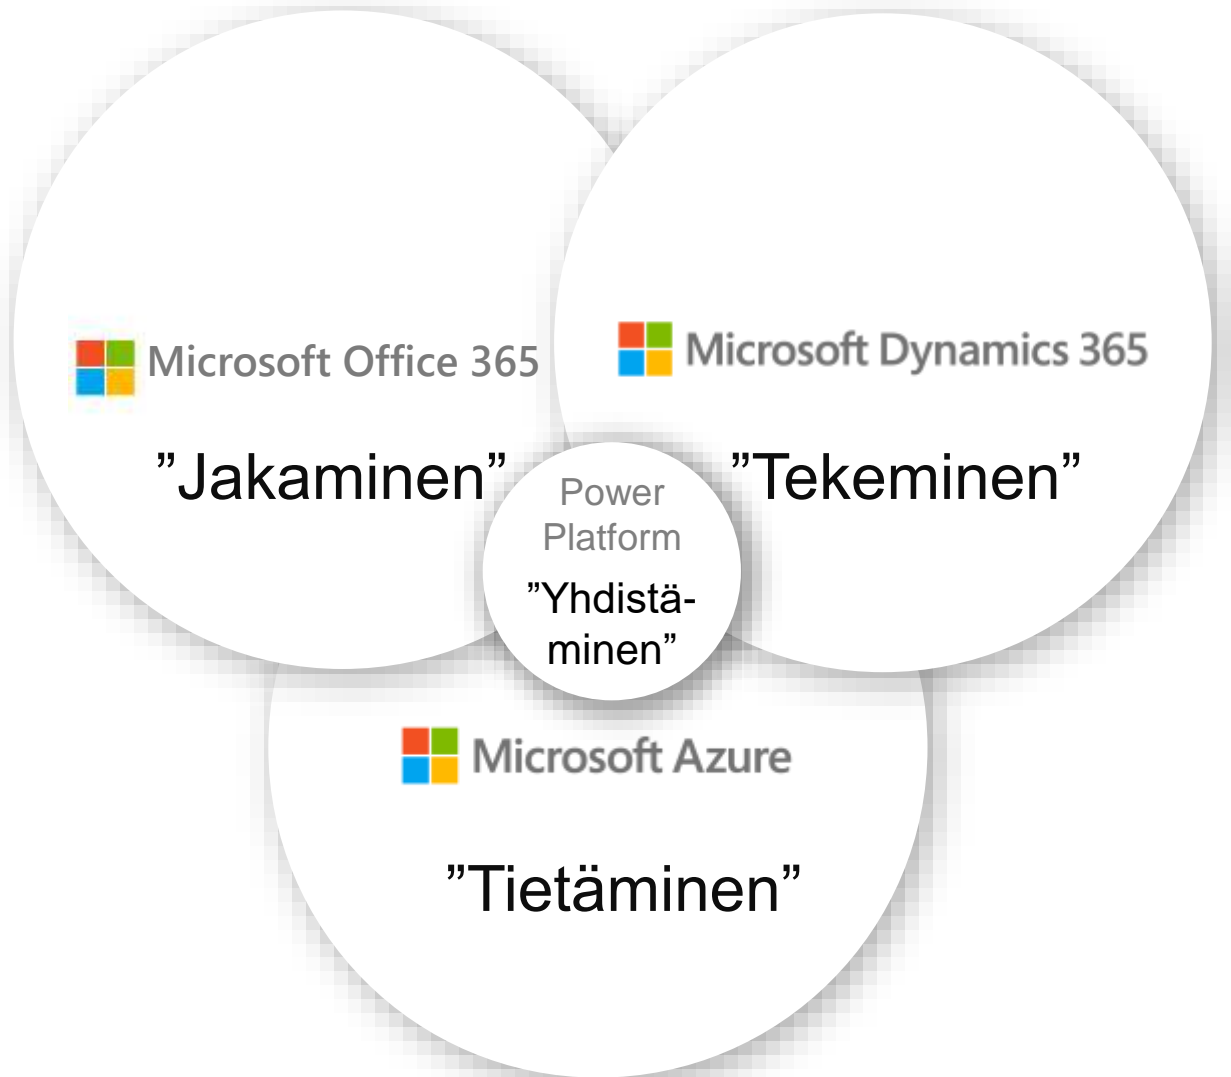 Microsoft Office 365
”Jakaminen”
Microsoft Dynamics 365
”Tekeminen”
Power
Platform
”Yhdistä-
minen”
Microsoft Azure
”Tietäminen”